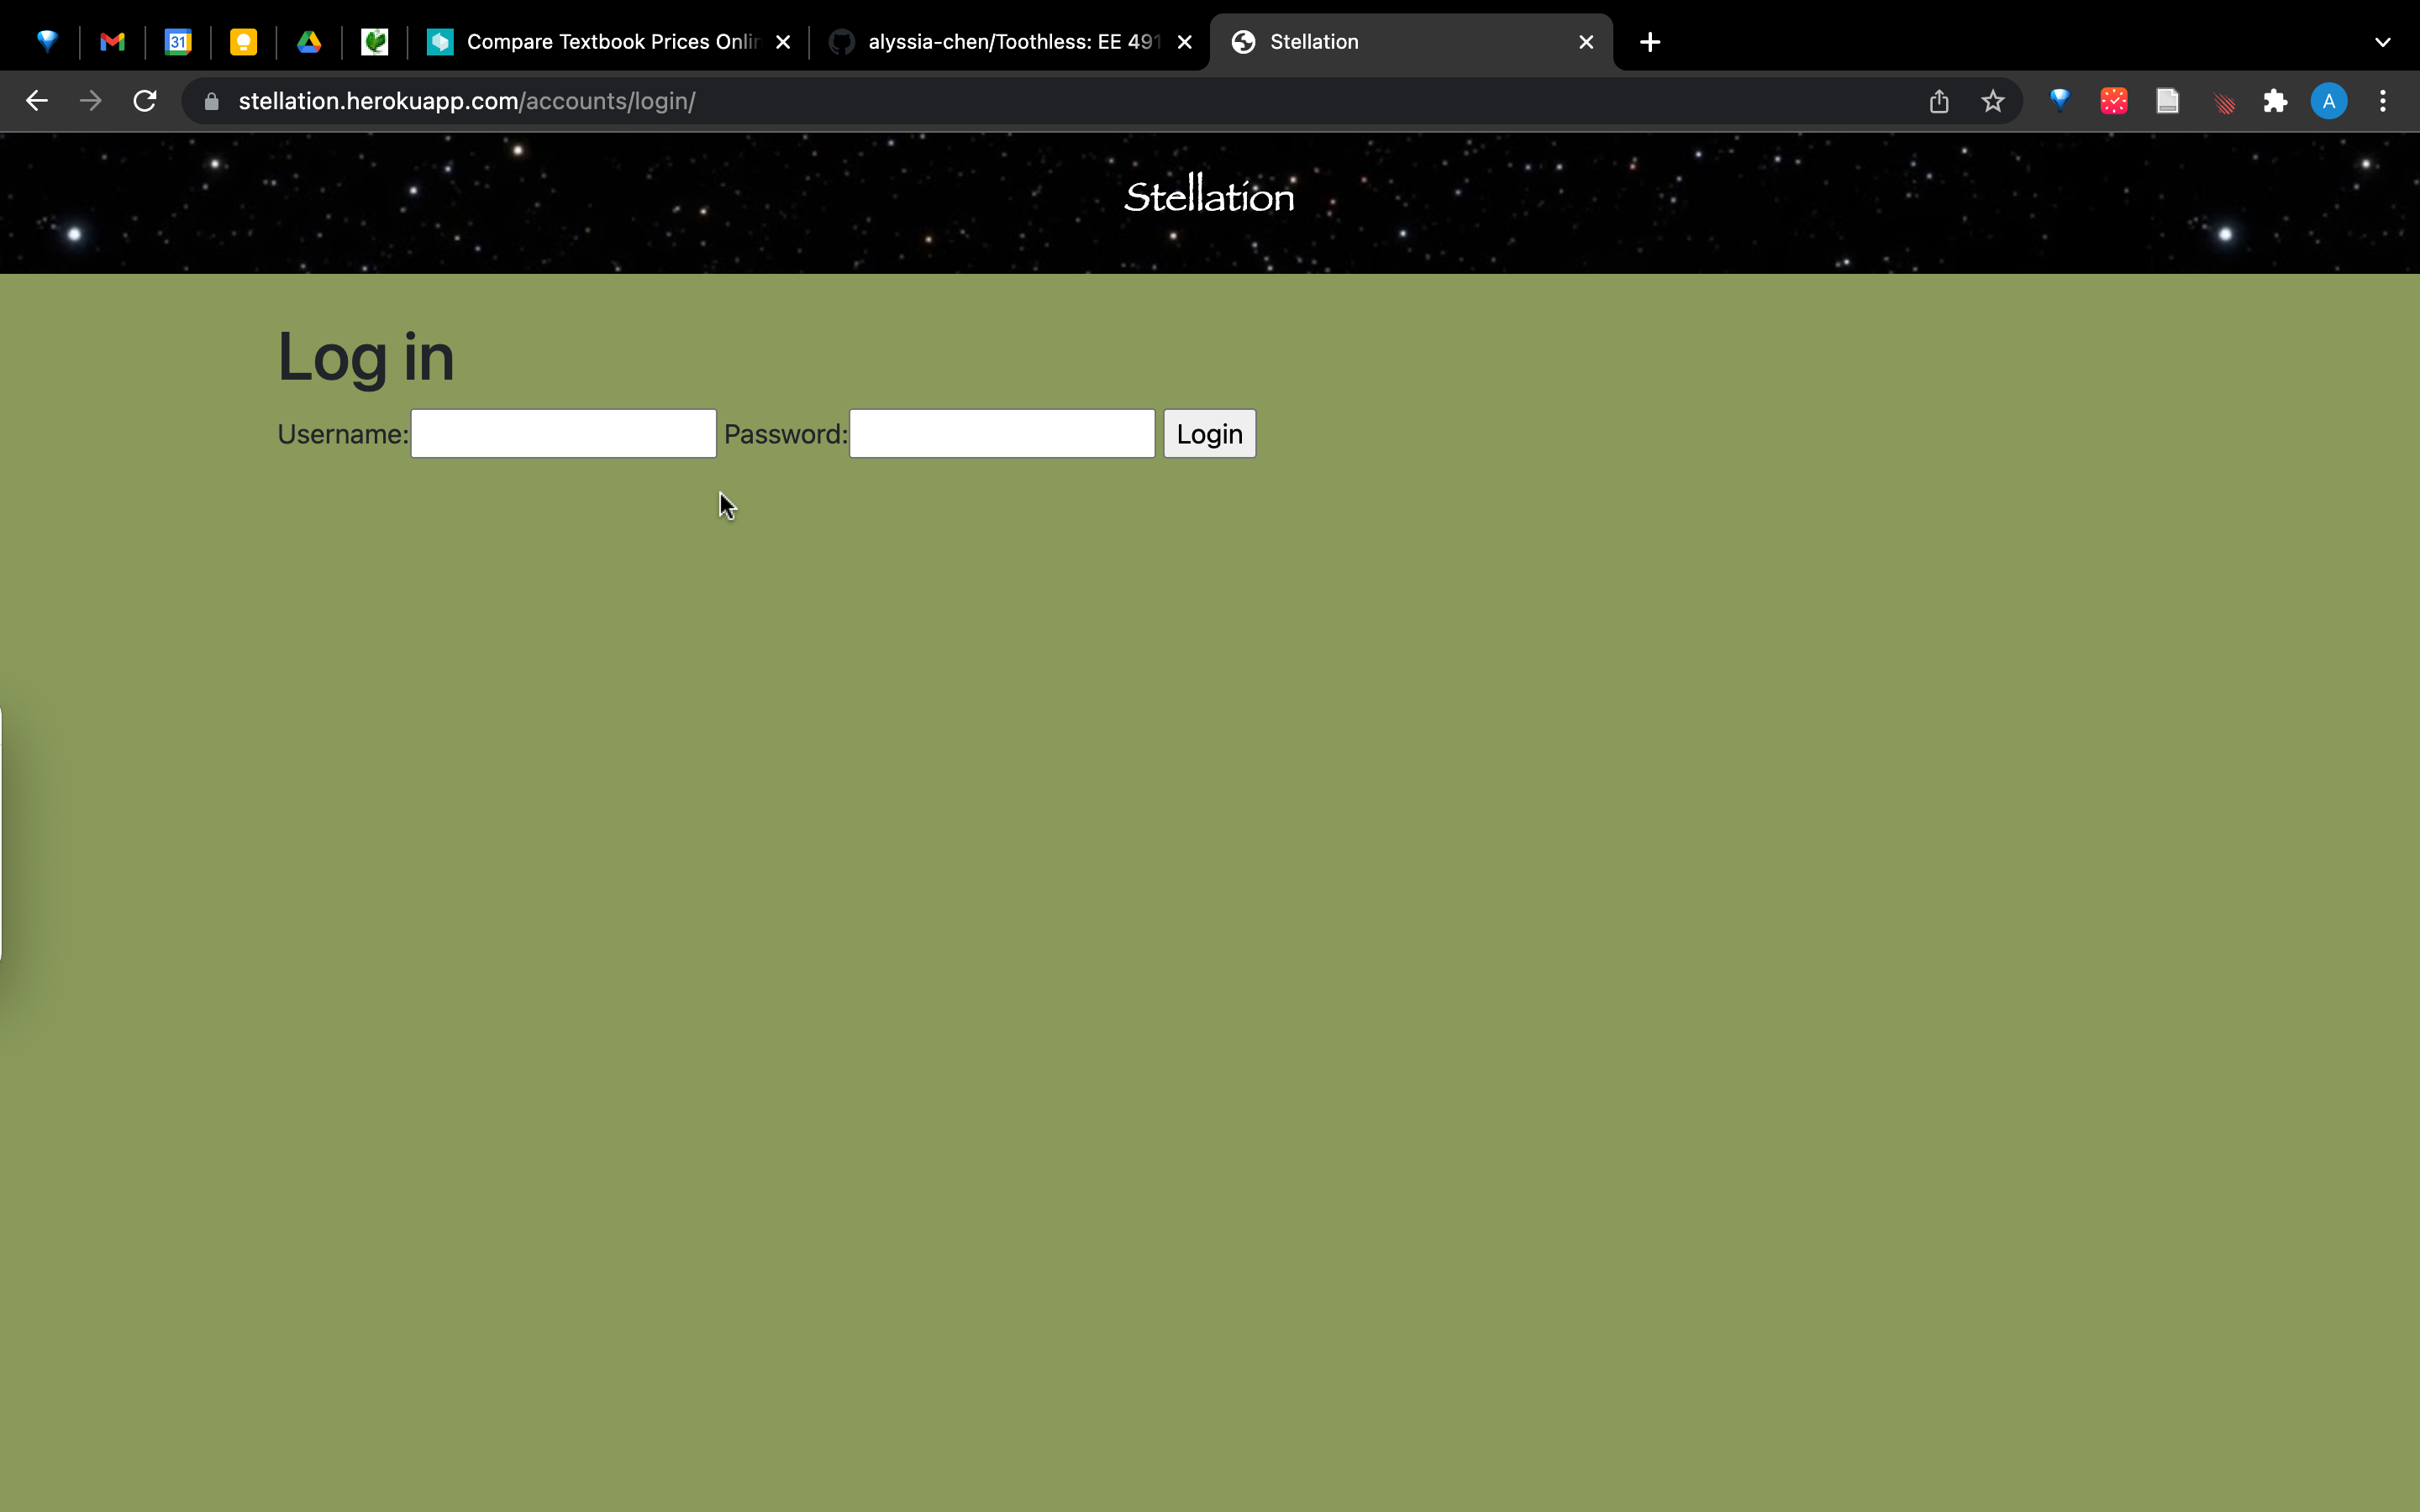 31
Compare Textbook Prices Onlin
alyssia-chen/Toothless: EE 491
Stellation
stellation.herokuapp.com/accounts/login/
A
Stellation
Log in
Username: Password: Login